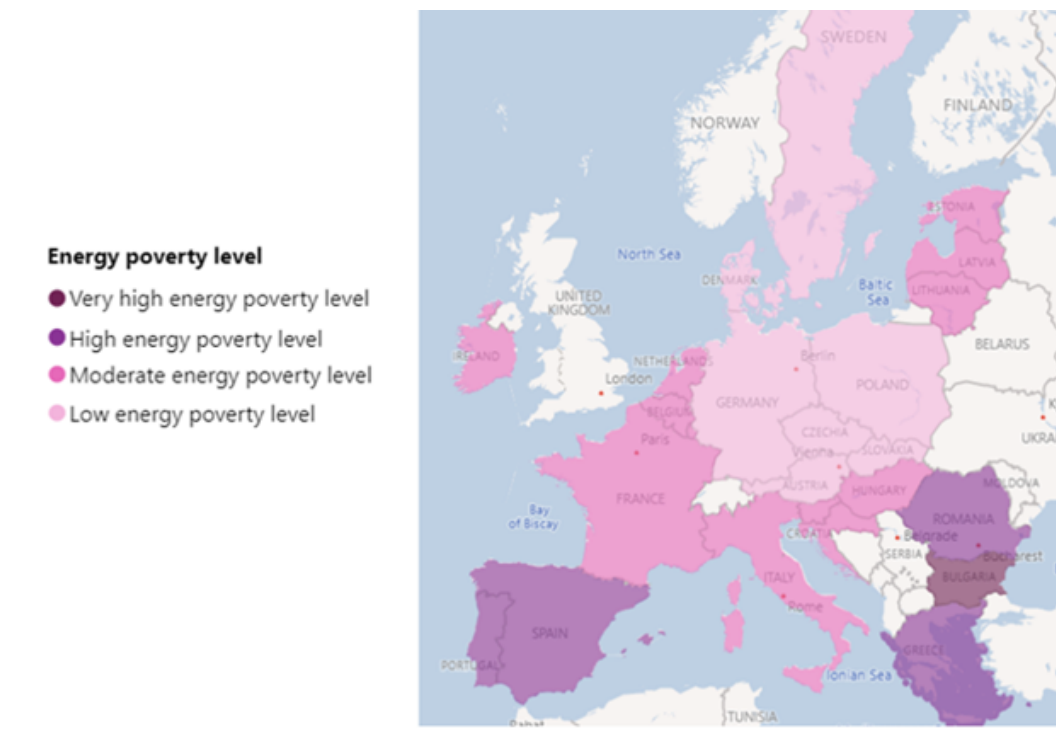 Energy poverty level
Very high energy poverty level
High energy poverty level
Moderate energy poverty level
Low energy poverty level
SWEDEN
FINLAND
NORWAY
ESTONIA
North Sea
LATVIA
DENMARK
Baltic
Sea
LITHUANIA
UNITED
KINGDOM
BELARUS
IRELAND
NETHERLANDS
Berlin
London
POLAND
GERMANY
BELGIUM
CZECHIA
Paris
UKRA
Vienna
SLOVAKIA
AUSTRIA
MOLDOVA
HUNGARY
FRANCE
Bay
of Biscay
ROMANIA
CROATIA
Belgrade
SERBIA
Bucharest
ITALY
BULGARIA
Rome
SPAIN
GREECE
PORTUGAL
Ionian Sea
TUNISIA